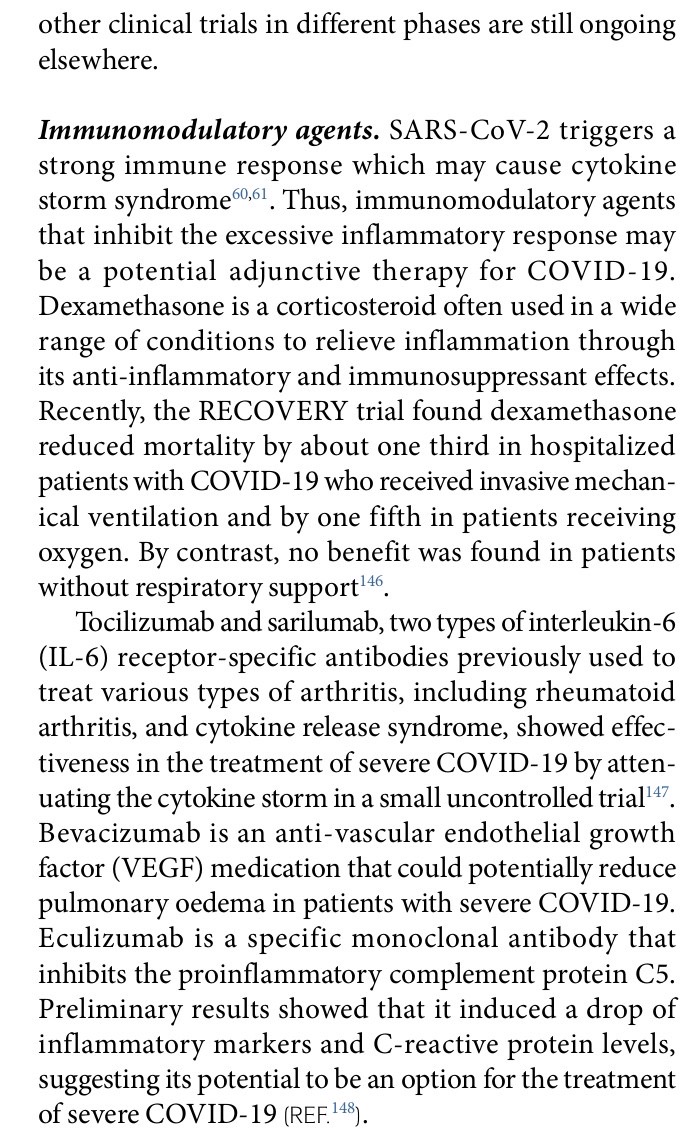 other clinical trials in different phases are still ongoing
elsewhere.
Immunomodulatory agents. SARS-CoV-2 triggers a
strong immune response which may cause cytokine
storm syndrome60,61. Thus, immunomodulatory agents
that inhibit the excessive inflammatory response may
be a potential adjunctive therapy for COVID-19.
Dexamethasone is a corticosteroid often used in a wide
range of conditions to relieve inflammation through
its anti-inflammatory and immunosuppressant effects.
Recently, the RECOVERY trial found dexamethasone
reduced mortality by about one third in hospitalized
patients with COVID-19 who received invasive mechan-
ical ventilation and by one fifth in patients receiving
oxygen. By contrast, no benefit was found in patients
without respiratory support146.
Tocilizumab and sarilumab, two types of interleukin-6
(IL-6) receptor-specific antibodies previously used to
treat various types of arthritis, including rheumatoid
arthritis, and cytokine release syndrome, showed effec-
tiveness in the treatment of severe COVID-19 by atten-
uating the cytokine storm in a small uncontrolled trial147.
Bevacizumab is an anti-vascular endothelial growth
factor (VEGF) medication that could potentially reduce
pulmonary oedema in patients with severe COVID-19.
Eculizumab is a specific monoclonal antibody that
inhibits the proinflammatory complement protein C5.
Preliminary results showed that it induced a drop of
inflammatory markers and C-reactive protein levels,
suggesting its potential to be an option for the treatment
of severe COVID-19 (REF.148).